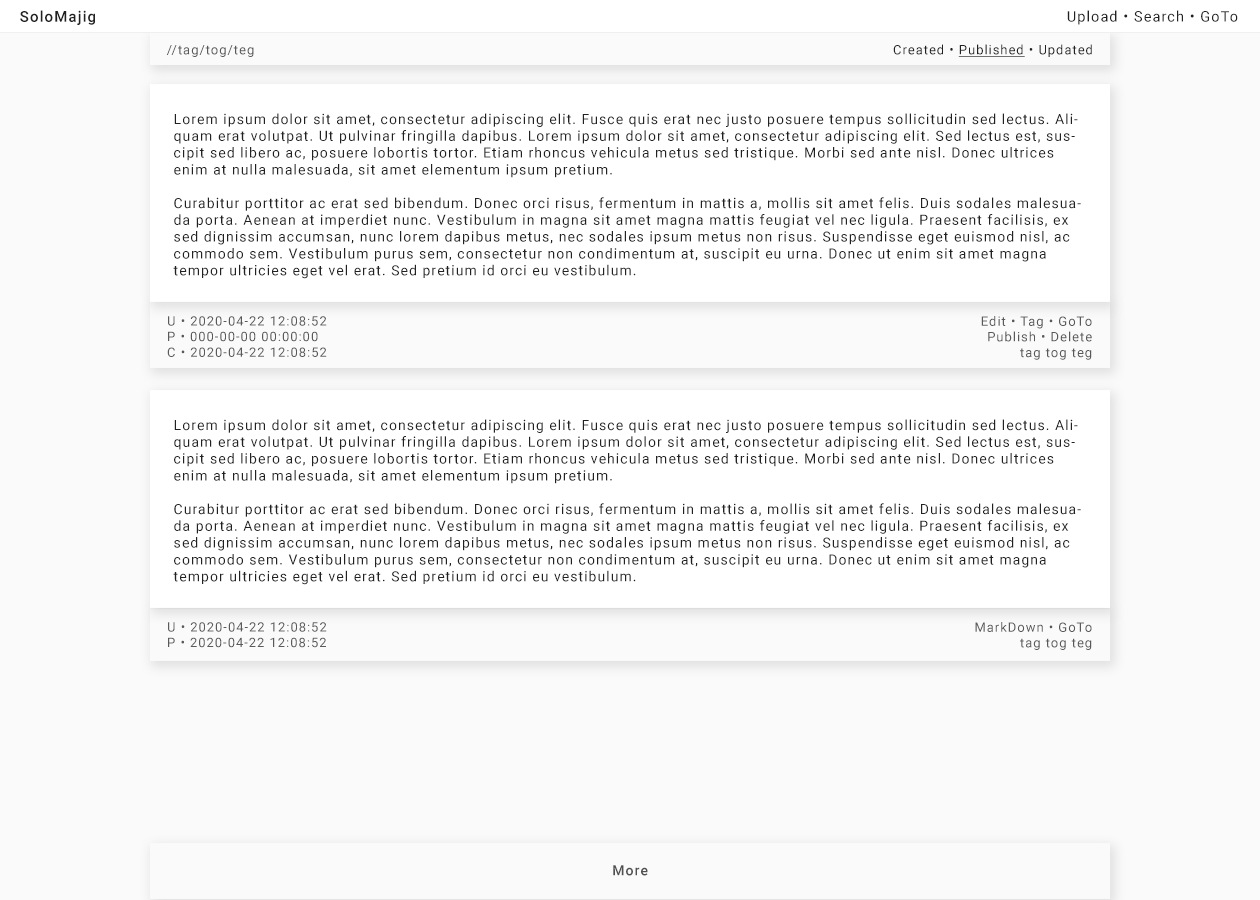 SoloMajig
Upload • Search • GoTo
//tag/tog/teg
Created • Published • Updated
Lorem ipsum dolor sit amet, consectetur adipiscing elit. Fusce quis erat nec justo posuere tempus sollicitudin sed lectus. Ali-
quam erat volutpat. Ut pulvinar fringilla dapibus. Lorem ipsum dolor sit amet, consectetur adipiscing elit. Sed lectus est, sus-
cipit sed libero ac, posuere lobortis tortor. Etiam rhoncus vehicula metus sed tristique. Morbi sed ante nisl. Donec ultrices
enim at nulla malesuada, sit amet elementum ipsum pretium.
Curabitur porttitor ac erat sed bibendum. Donec orci risus, fermentum in mattis a, mollis sit amet felis. Duis sodales malesua-
da porta. Aenean at imperdiet nunc. Vestibulum in magna sit amet magna mattis feugiat vel nec ligula. Praesent facilisis, ex
sed dignissim accumsan, nunc lorem dapibus metus, nec sodales ipsum metus non risus. Suspendisse eget euismod nisl, ac
commodo sem. Vestibulum purus sem, consectetur non condimentum at, suscipit eu urna. Donec ut enim sit amet magna
tempor ultricies eget vel erat. Sed pretium id orci eu vestibulum.
U • 2020-04-22 12:08:52
P • 000-00-00 00:00:00
C • 2020-04-22 12:08:52
Edit • Tag • GoTo
Publish • Delete
tag tog teg
Lorem ipsum dolor sit amet, consectetur adipiscing elit. Fusce quis erat nec justo posuere tempus sollicitudin sed lectus. Ali-
quam erat volutpat. Ut pulvinar fringilla dapibus. Lorem ipsum dolor sit amet, consectetur adipiscing elit. Sed lectus est, sus-
cipit sed libero ac, posuere lobortis tortor. Etiam rhoncus vehicula metus sed tristique. Morbi sed ante nisl. Donec ultrices
enim at nulla malesuada, sit amet elementum ipsum pretium.
Curabitur porttitor ac erat sed bibendum. Donec orci risus, fermentum in mattis a, mollis sit amet felis. Duis sodales malesua-
da porta. Aenean at imperdiet nunc. Vestibulum in magna sit amet magna mattis feugiat vel nec ligula. Praesent facilisis, ex
sed dignissim accumsan, nunc lorem dapibus metus, nec sodales ipsum metus non risus. Suspendisse eget euismod nisl, ac
commodo sem. Vestibulum purus sem, consectetur non condimentum at, suscipit eu urna. Donec ut enim sit amet magna
tempor ultricies eget vel erat. Sed pretium id orci eu vestibulum.
U • 2020-04-22 12:08:52
P • 2020-04-22 12:08:52
MarkDown • GoTo
tag tog teg
More